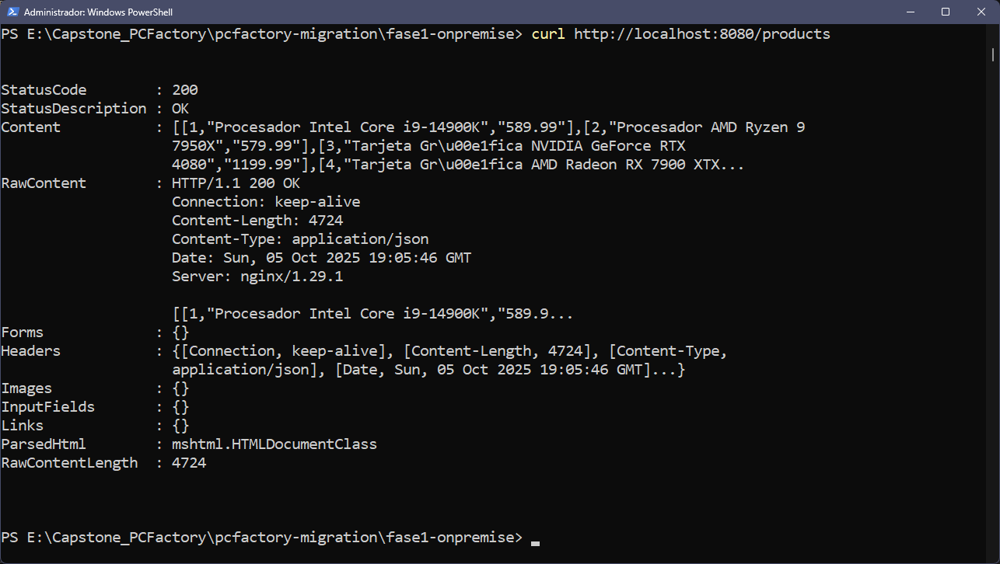 Administrador: Windows PowerShell
PS E:\Capstone_PCFactory\pcfactory-migration\fase1-onpremise> curl http://localhost:8080/products
StatusCode        : 200
StatusDescription : OK
Content           : [[1,"Procesador Intel Core i9-14900K","589.99"],[2,"Procesador AMD Ryzen 9
                    7950X","579.99"],[3,"Tarjeta Gr\u00e1fica NVIDIA GeForce RTX
                    4080","1199.99"],[4,"Tarjeta Gr\u00e1fica AMD Radeon RX 7900 XTX...
RawContent        : HTTP/1.1 200 OK
                    Connection: keep-alive
                    Content-Length: 4724
                    Content-Type: application/json
                    Date: Sun, 05 Oct 2025 19:05:46 GMT
                    Server: nginx/1.29.1
                    [[1,"Procesador Intel Core i9-14900K","589.9...
Forms             : {}
Headers           : {[Connection, keep-alive], [Content-Length, 4724], [Content-Type,
                    application/json], [Date, Sun, 05 Oct 2025 19:05:46 GMT]...}
Images            : {}
InputFields       : {}
Links             : {}
ParsedHtml        : mshtml.HTMLDocumentClass
RawContentLength  : 4724
PS E:\Capstone_PCFactory\pcfactory-migration\fase1-onpremise>